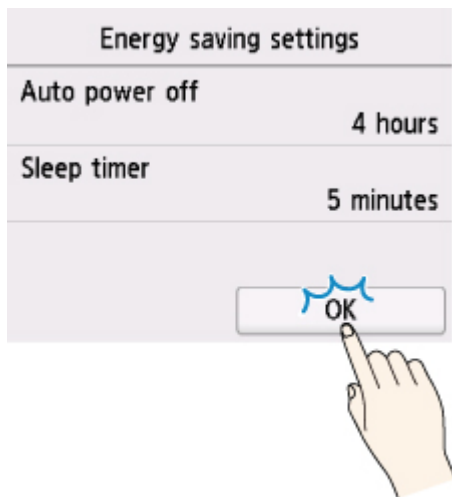 Energy saving settings
Auto power off
4 hours
Sleep timer
5 minutes
OK